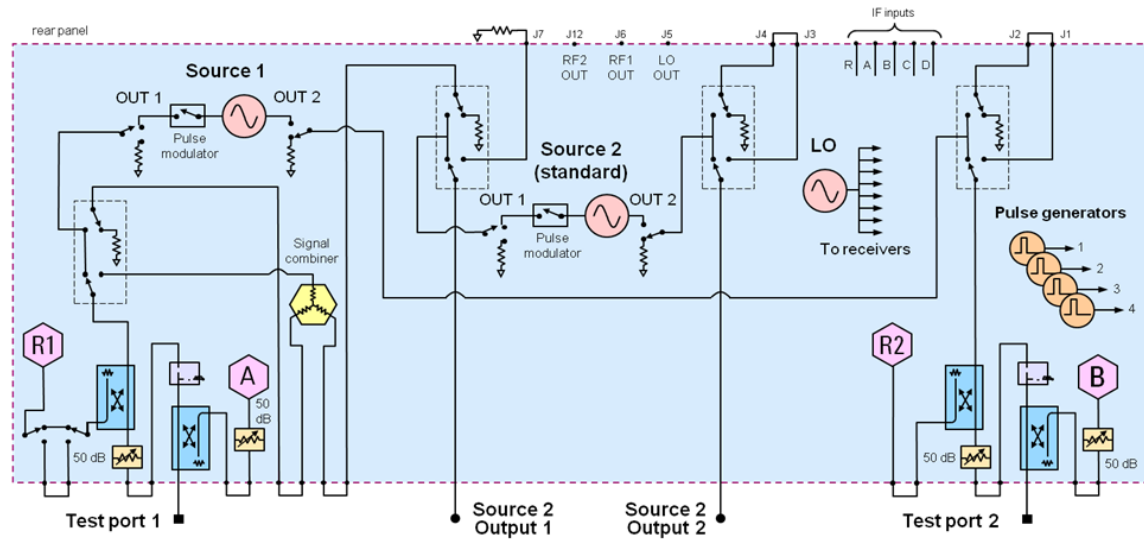 rear panel
J7
J12
J6
J5
J4
J3
IF inputs
J2
J1
RF2
OUT
RF1
OUT
LO
OUT
R
A
B
C
D
Source 1
OUT 1
OUT 2
Pulse
modulator
Source 2
(standard)
OUT 1
OUT 2
Pulse
modulator
LO
To receivers
Pulse generators
1
2
3
4
Signal
combiner
R1
A
50
dB
50 dB
R2
B
50 dB
50 dB
Test port 1
Source 2
Output 1
Source 2
Output 2
Test port 2